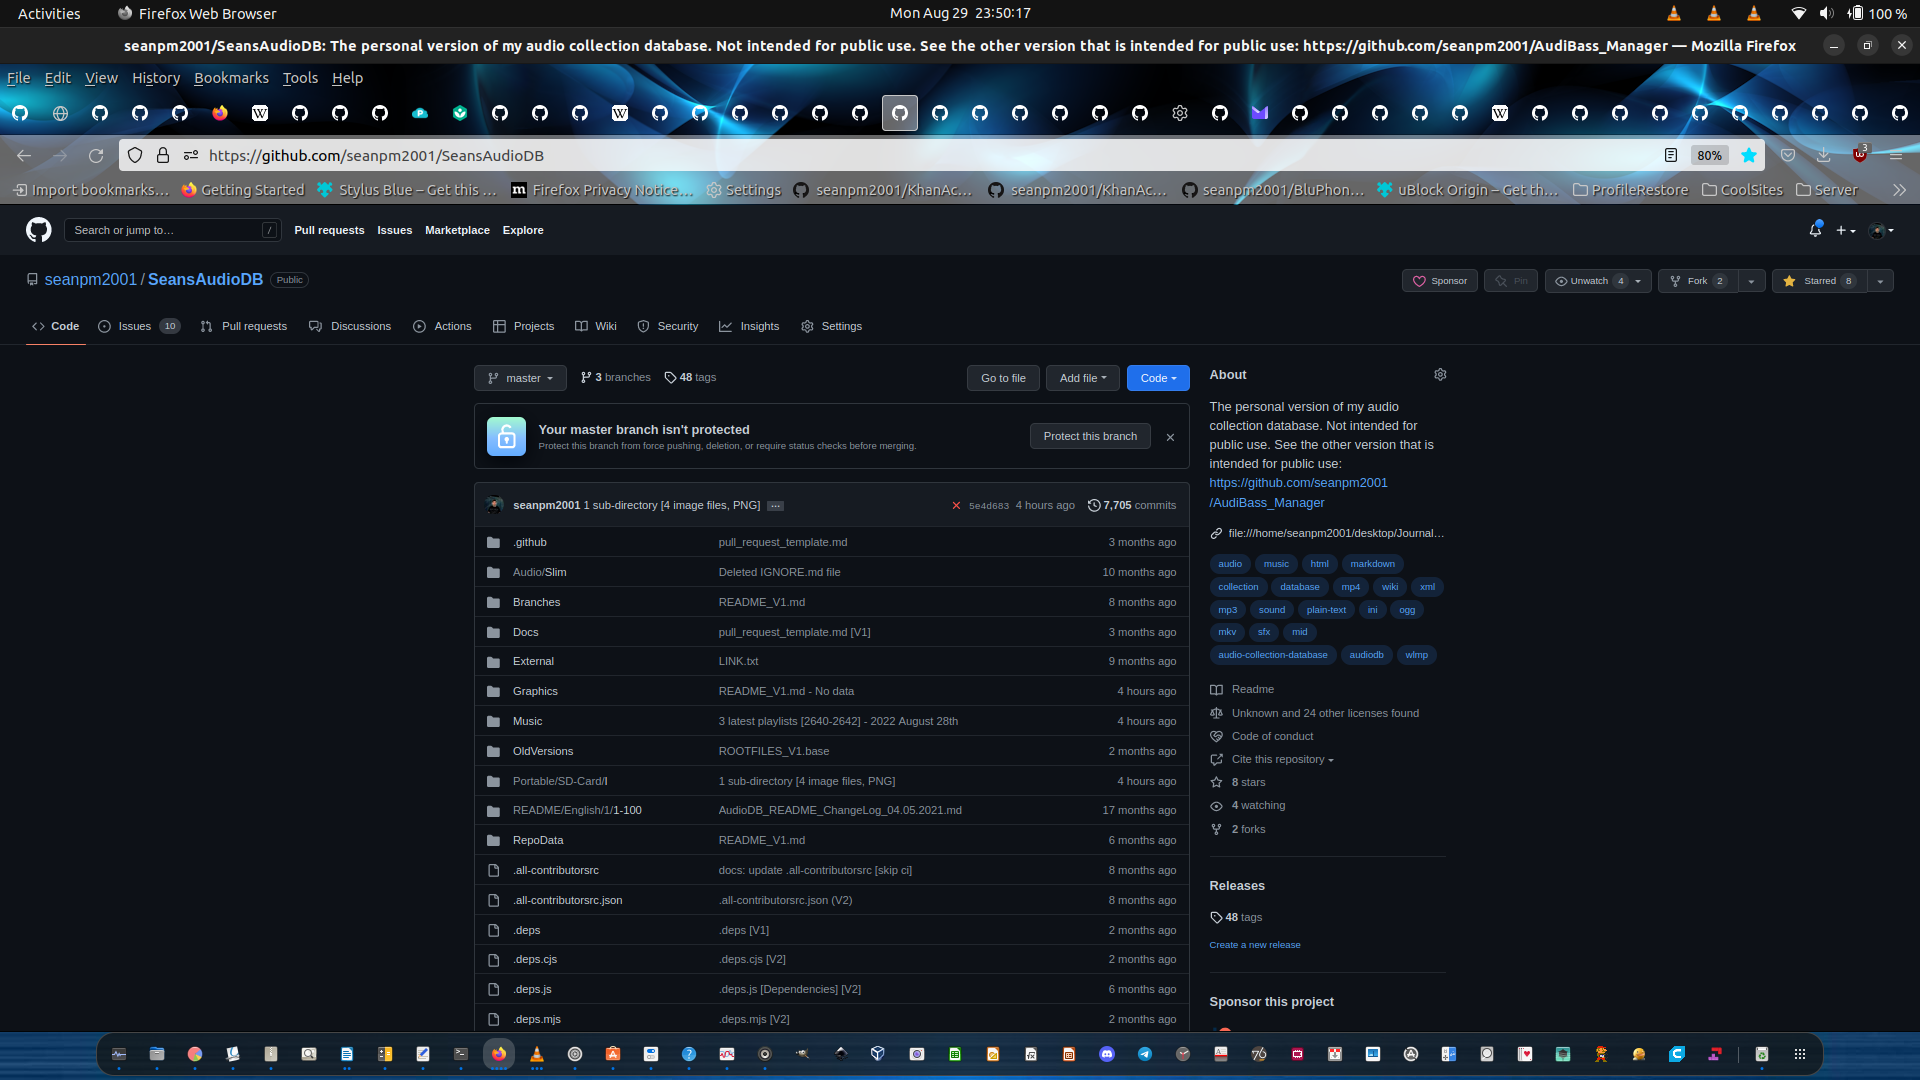 Activities Firefox Web Browser Mon Aug 29 23:50:17 100 %
seanpm2001/SeansAudioDB: The personal version of my audio collection database. Not intended for public use. See the other version that is intended for public use: https://github.com/seanpm2001/AudiBass_Manager — Mozilla Firefox
File Edit View History Bookmarks Tools Help
https://github.com/seanpm2001/SeansAudioDB 80% 3
Import bookmarks… Getting Started Stylus Blue – Get this … Firefox Privacy Notice… Settings seanpm2001/KhanAc… seanpm2001/KhanAc… seanpm2001/BluPhon… uBlock Origin – Get th… ProfileRestore CoolSites Server
Search or jump to… / Pull requests Issues Marketplace Explore
seanpm2001 / SeansAudioDB Public Sponsor Pin Unwatch 4 Fork 2 Starred 8
Code Issues 10 Pull requests Discussions Actions Projects Wiki Security Insights Settings
master 3 branches 48 tags Go to file Add file Code
Your master branch isn't protected
Protect this branch from force pushing, deletion, or require status checks before merging.
Protect this branch
seanpm2001 1 sub-directory [4 image files, PNG] … 5e4d683 4 hours ago 7,705 commits
.github pull_request_template.md 3 months ago
Audio/Slim Deleted IGNORE.md file 10 months ago
Branches README_V1.md 8 months ago
Docs pull_request_template.md [V1] 3 months ago
External LINK.txt 9 months ago
Graphics README_V1.md - No data 4 hours ago
Music 3 latest playlists [2640-2642] - 2022 August 28th 4 hours ago
OldVersions ROOTFILES_V1.base 2 months ago
Portable/SD-Card/I 1 sub-directory [4 image files, PNG] 4 hours ago
README/English/1/1-100 AudioDB_README_ChangeLog_04.05.2021.md 17 months ago
RepoData README_V1.md 6 months ago
.all-contributorsrc docs: update .all-contributorsrc [skip ci] 8 months ago
.all-contributorsrc.json .all-contributorsrc.json (V2) 8 months ago
.deps .deps [V1] 2 months ago
.deps.cjs .deps.cjs [V2] 2 months ago
.deps.js .deps.js [Dependencies] [V2] 6 months ago
.deps.mjs .deps.mjs [V2] 2 months ago
About
The personal version of my audio
collection database. Not intended for
public use. See the other version that is
intended for public use:
https://github.com/seanpm2001
/AudiBass_Manager
file:///home/seanpm2001/desktop/Journal…
audio music html markdown
collection database mp4 wiki xml
mp3 sound plain-text ini ogg
mkv sfx mid
audio-collection-database audiodb wlmp
Readme
Unknown and 24 other licenses found
Code of conduct
Cite this repository
8 stars
4 watching
2 forks
Releases
48 tags
Create a new release
Sponsor this project